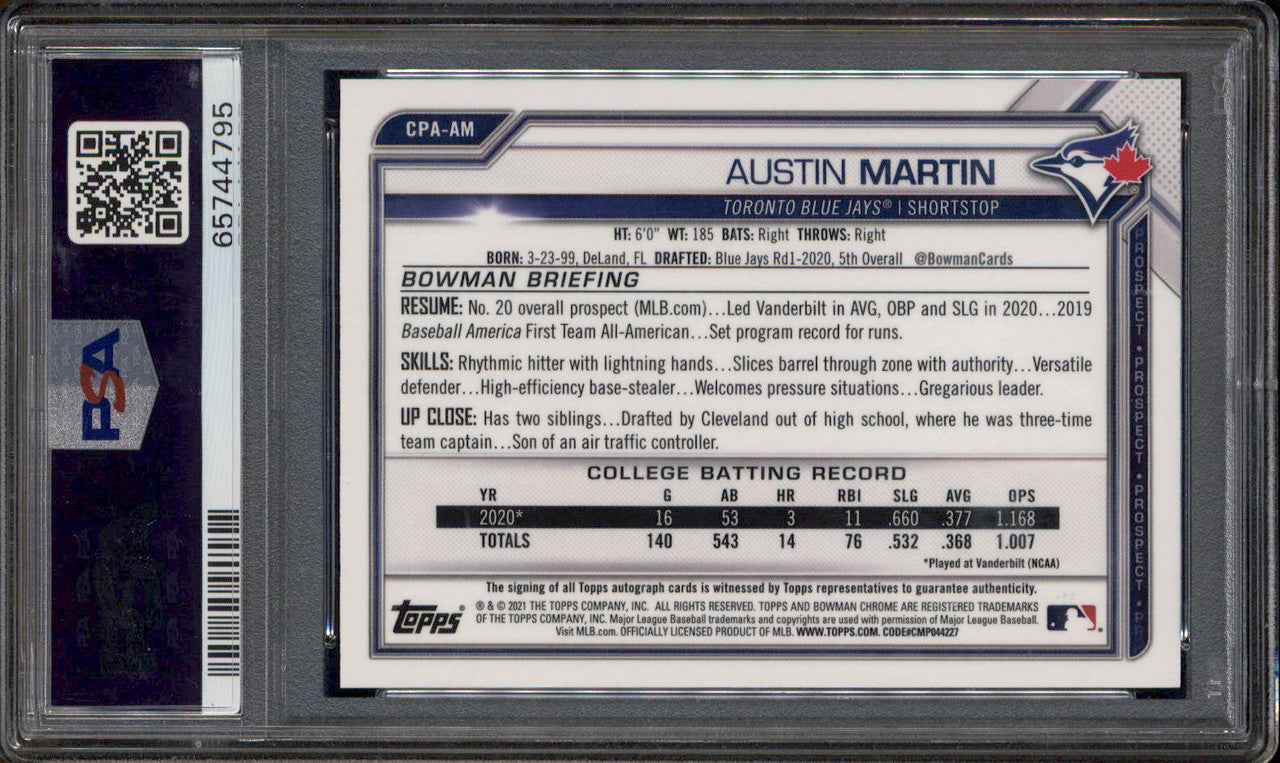 65744795
PSA
CPA-AM
AUSTIN MARTIN
TORONTO BLUE JAYS® | SHORTSTOP
HT: 6'0" WT: 185 BATS: Right THROWS: Right
BORN: 3-23-99, DeLand, FL DRAFTED: Blue Jays Rd1-2020, 5th Overall @BowmanCards
BOWMAN BRIEFING
RESUME: No. 20 overall prospect (MLB.com)...Led Vanderbilt in AVG, OBP and SLG in 2020...2019
Baseball America First Team All-American...Set program record for runs.
SKILLS: Rhythmic hitter with lightning hands...Slices barrel through zone with authority...Versatile
defender...High-efficiency base-stealer...Welcomes pressure situations...Gregarious leader.
UP CLOSE: Has two siblings...Drafted by Cleveland out of high school, where he was three-time
team captain...Son of an air traffic controller.
COLLEGE BATTING RECORD
YR G AB HR RBI SLG AVG OPS
2020* 16 53 3 11 .660 .377 1.168
TOTALS 140 543 14 76 .532 .368 1.007
*Played at Vanderbilt (NCAA)
The signing of all Topps autograph cards is witnessed by Topps representatives to guarantee authenticity.
Topps®
® & © 2021 THE TOPPS COMPANY, INC. ALL RIGHTS RESERVED. TOPPS AND BOWMAN CHROME ARE REGISTERED TRADEMARKS
OF THE TOPPS COMPANY, INC. Major League Baseball trademarks and copyrights are used with permission of Major League Baseball.
Visit MLB.com. OFFICIALLY LICENSED PRODUCT OF MLB. WWW.TOPPS.COM. CODE#CMP044227
PROSPECT • PROSPECT • PROSPECT • PR